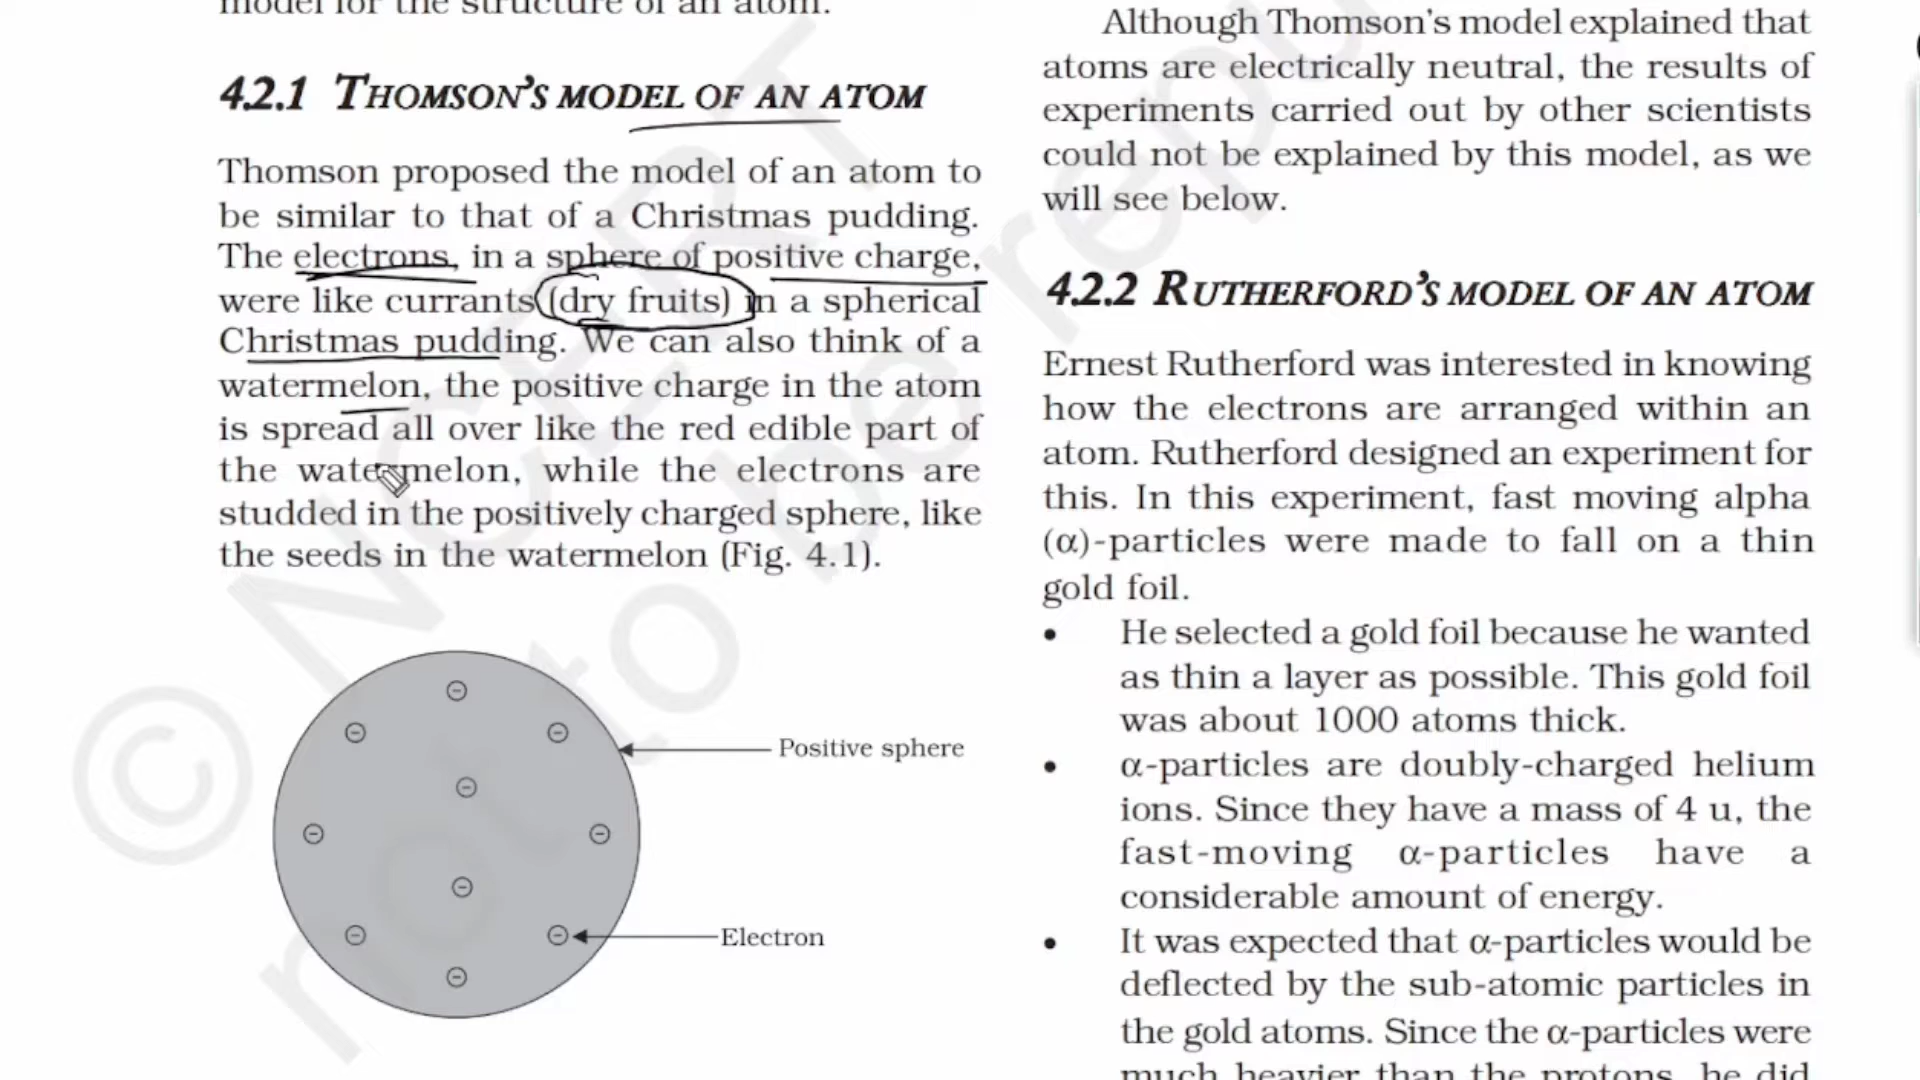 model for the structure of an atom.
4.2.1 THOMSON'S MODEL OF AN ATOM
Thomson proposed the model of an atom to
be similar to that of a Christmas pudding.
The electrons, in a sphere of positive charge,
were like currants (dry fruits) in a spherical
Christmas pudding. We can also think of a
watermelon, the positive charge in the atom
is spread all over like the red edible part of
the watermelon, while the electrons are
studded in the positively charged sphere, like
the seeds in the watermelon (Fig. 4.1).
Positive sphere
Electron
Although Thomson's model explained that
atoms are electrically neutral, the results of
experiments carried out by other scientists
could not be explained by this model, as we
will see below.
4.2.2 RUTHERFORD'S MODEL OF AN ATOM
Ernest Rutherford was interested in knowing
how the electrons are arranged within an
atom. Rutherford designed an experiment for
this. In this experiment, fast moving alpha
(α)-particles were made to fall on a thin
gold foil.
• He selected a gold foil because he wanted
as thin a layer as possible. This gold foil
was about 1000 atoms thick.
• α-particles are doubly-charged helium
ions. Since they have a mass of 4 u, the
fast-moving α-particles have a
considerable amount of energy.
• It was expected that α-particles would be
deflected by the sub-atomic particles in
the gold atoms. Since the α-particles were
much heavier than the protons, he did
© NCERT
not to be repu